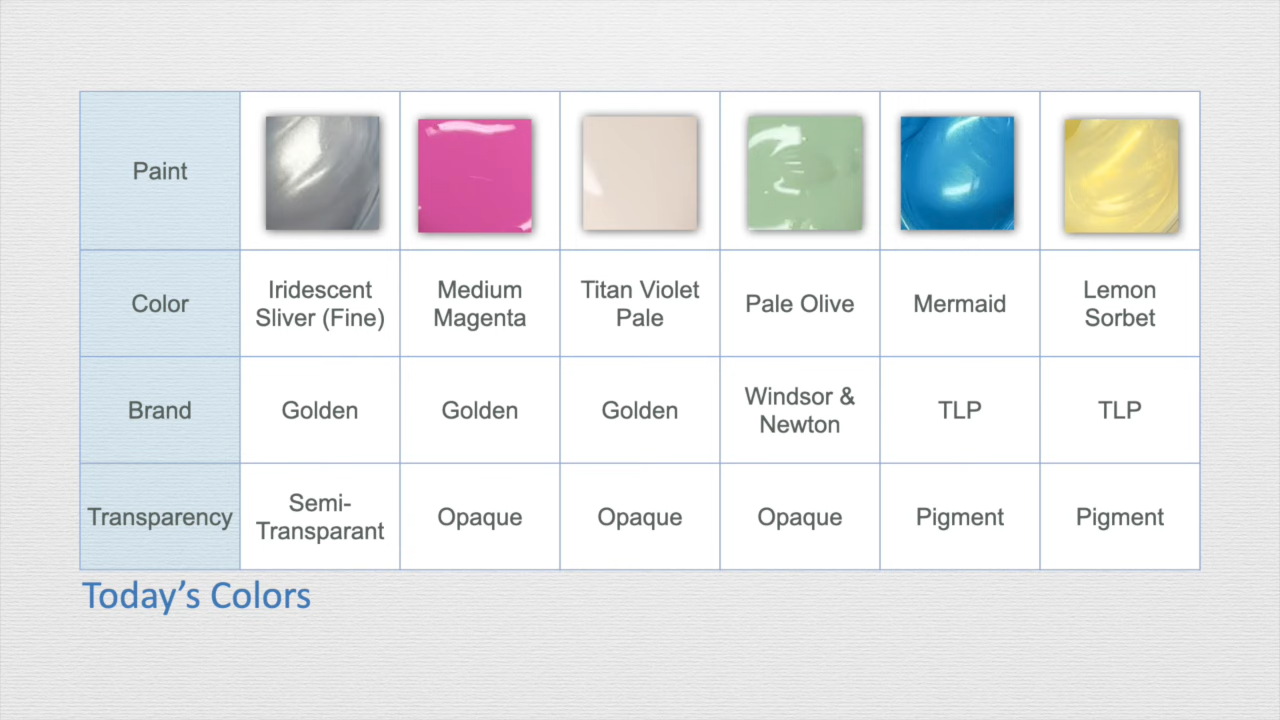 Paint
Color
Iridescent
Sliver (Fine)
Medium
Magenta
Titan Violet
Pale
Pale Olive
Mermaid
Lemon
Sorbet
Brand
Golden
Golden
Golden
Windsor &
Newton
TLP
TLP
Transparency
Semi-
Transparant
Opaque
Opaque
Opaque
Pigment
Pigment
Today's Colors